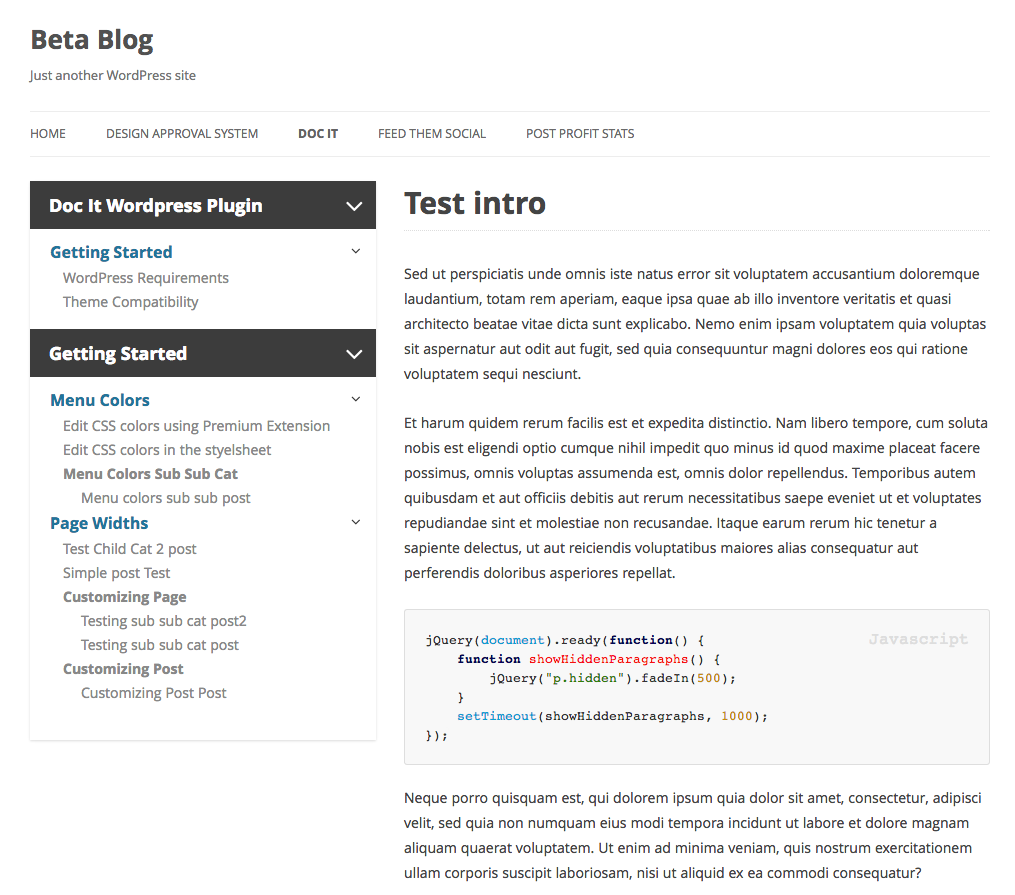 Beta Blog
Just another WordPress site
HOME DESIGN APPROVAL SYSTEM DOC IT FEED THEM SOCIAL POST PROFIT STATS
Doc It Wordpress Plugin
Getting Started
WordPress Requirements
Theme Compatibility
Getting Started
Menu Colors
Edit CSS colors using Premium Extension
Edit CSS colors in the styelsheet
Menu Colors Sub Sub Cat
Menu colors sub sub post
Page Widths
Test Child Cat 2 post
Simple post Test
Customizing Page
Testing sub sub cat post2
Testing sub sub cat post
Customizing Post
Customizing Post Post
Test intro
Sed ut perspiciatis unde omnis iste natus error sit voluptatem accusantium doloremque
laudantium, totam rem aperiam, eaque ipsa quae ab illo inventore veritatis et quasi
architecto beatae vitae dicta sunt explicabo. Nemo enim ipsam voluptatem quia voluptas
sit aspernatur aut odit aut fugit, sed quia consequuntur magni dolores eos qui ratione
voluptatem sequi nesciunt.
Et harum quidem rerum facilis est et expedita distinctio. Nam libero tempore, cum soluta
nobis est eligendi optio cumque nihil impedit quo minus id quod maxime placeat facere
possimus, omnis voluptas assumenda est, omnis dolor repellendus. Temporibus autem
quibusdam et aut officiis debitis aut rerum necessitatibus saepe eveniet ut et voluptates
repudiandae sint et molestiae non recusandae. Itaque earum rerum hic tenetur a
sapiente delectus, ut aut reiciendis voluptatibus maiores alias consequatur aut
perferendis doloribus asperiores repellat.
Javascript
jQuery(document).ready(function() {
    function showHiddenParagraphs() {
        jQuery("p.hidden").fadeIn(500);
    }
    setTimeout(showHiddenParagraphs, 1000);
});
Neque porro quisquam est, qui dolorem ipsum quia dolor sit amet, consectetur, adipisci
velit, sed quia non numquam eius modi tempora incidunt ut labore et dolore magnam
aliquam quaerat voluptatem. Ut enim ad minima veniam, quis nostrum exercitationem
ullam corporis suscipit laboriosam, nisi ut aliquid ex ea commodi consequatur?